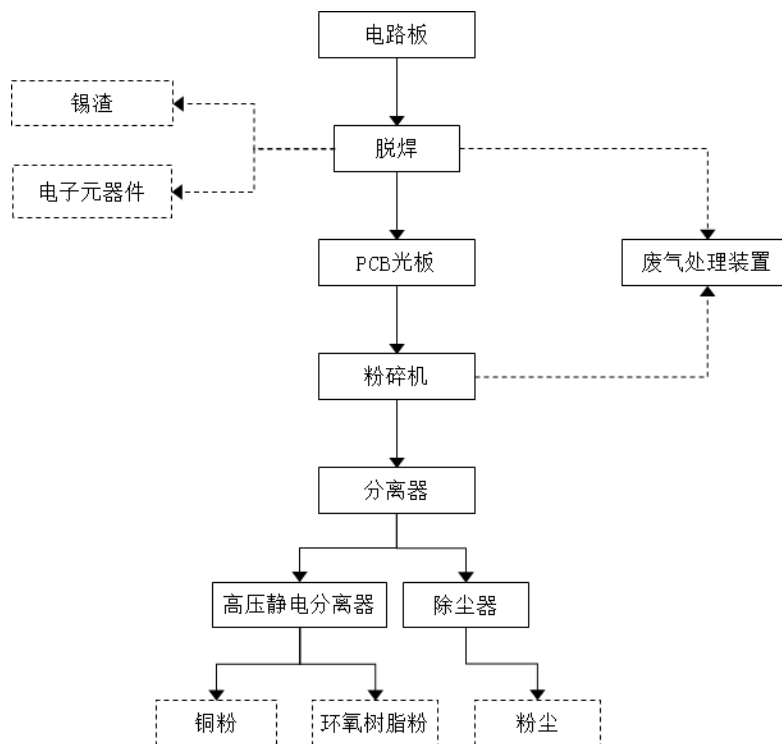 电路板
锡渣
脱焊
电子元器件
PCB光板
废气处理装置
粉碎机
分离器
高压静电分离器
除尘器
铜粉
环氧树脂粉
粉尘